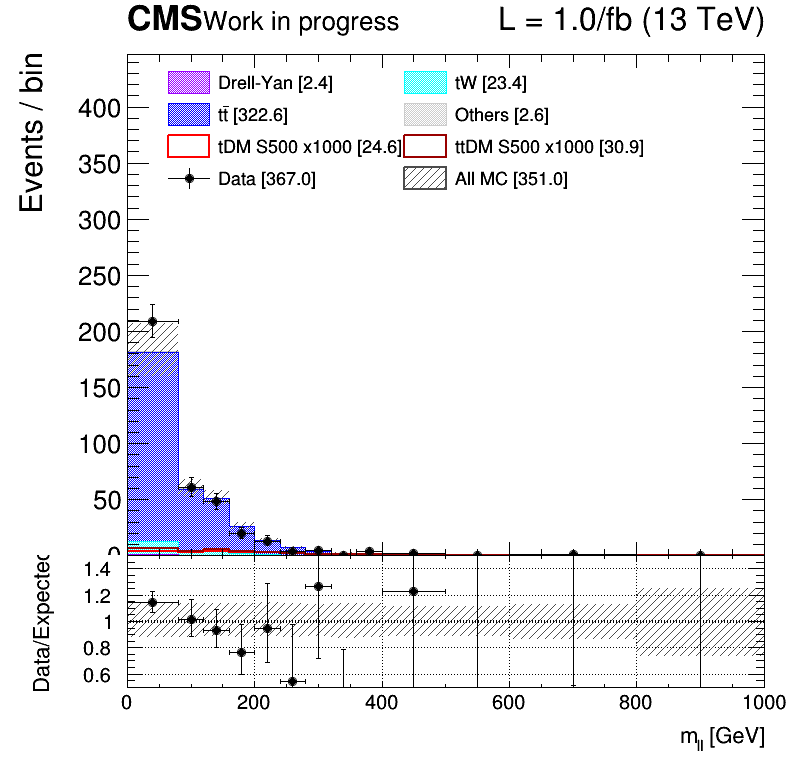 CMS Work in progress L = 1.0/fb (13 TeV)
Events / bin
Drell-Yan [2.4] tW [23.4]
tt̄ [322.6] Others [2.6]
tDM S500 x1000 [24.6] ttDM S500 x1000 [30.9]
Data [367.0] All MC [351.0]
400
350
300
250
200
150
100
50
0
Data/Expected
1.4
1.2
1
0.8
0.6
0 200 400 600 800 1000
m_ll [GeV]